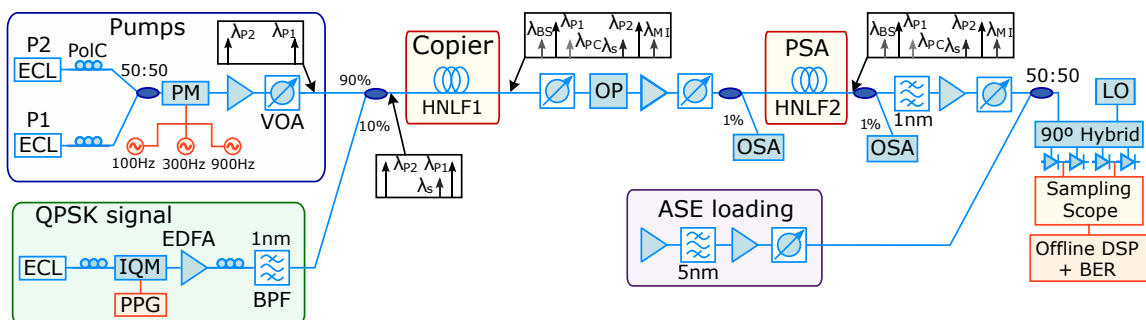 Pumps
P2
PolC
ECL
50:50
PM
VOA
P1
ECL
100Hz
300Hz
900Hz
λP2
λP1
90%
10%
λP2
λP1
λs
Copier
HNLF1
λBS
λP1
λPC
λs
λP2
λMI
OP
1%
OSA
PSA
HNLF2
1%
OSA
λBS
λP1
λPC
λs
λP2
λMI
1nm
50:50
LO
90º Hybrid
Sampling
Scope
Offline DSP
+ BER
QPSK signal
EDFA
1nm
ECL
IQM
PPG
BPF
ASE loading
5nm